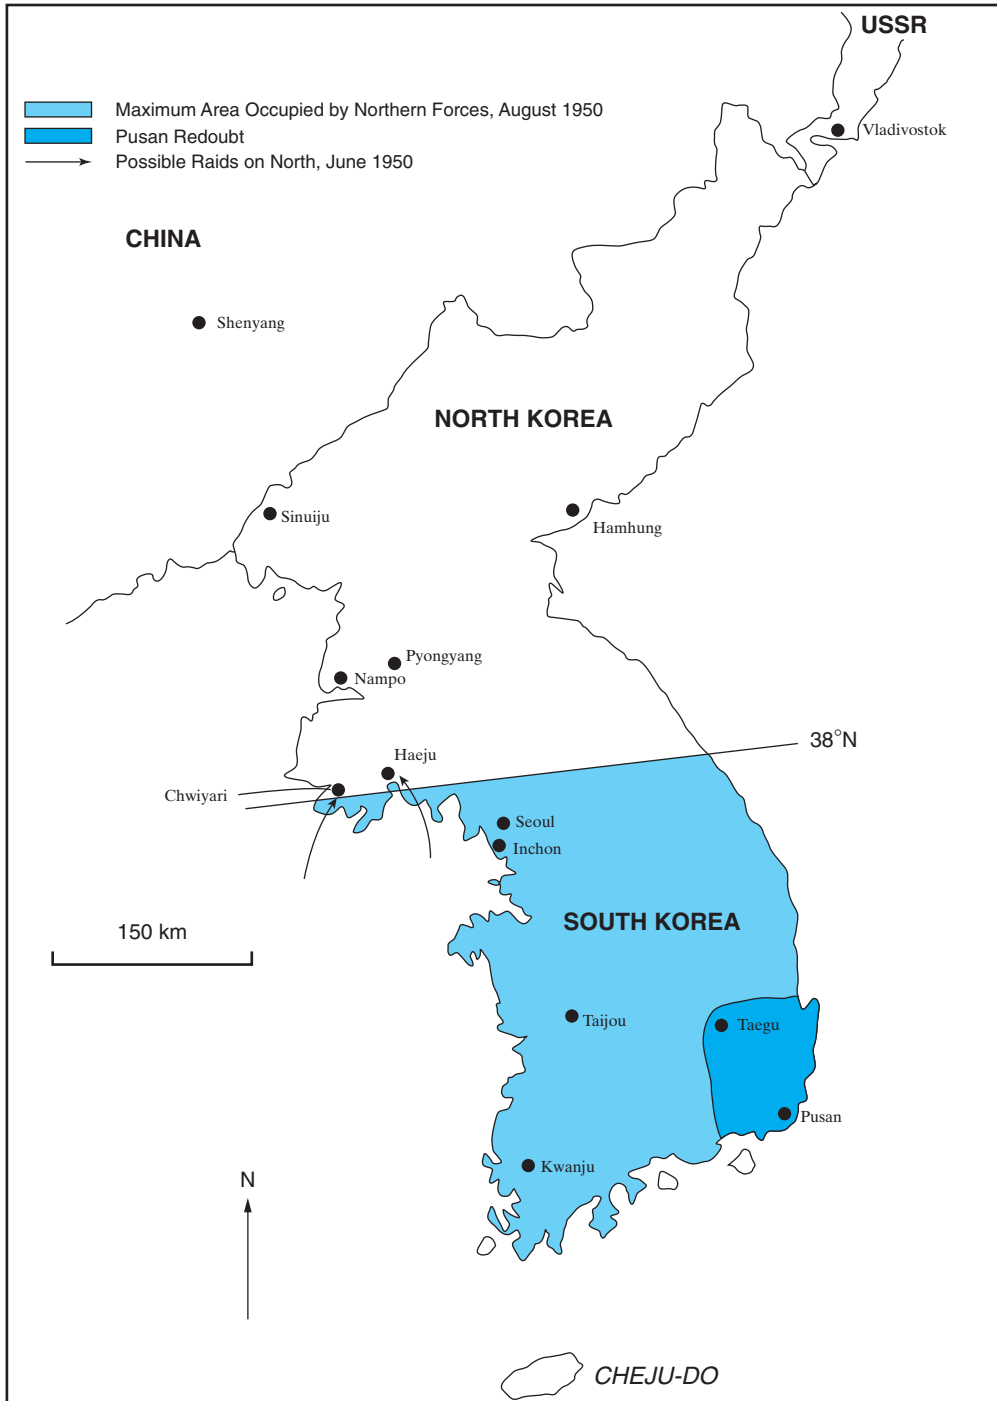 USSR
Maximum Area Occupied by Northern Forces, August 1950
Pusan Redoubt
Possible Raids on North, June 1950
Vladivostok
CHINA
Shenyang
NORTH KOREA
Sinuiju
Hamhung
Pyongyang
Nampo
38°N
Haeju
Chwiyari
Seoul
Inchon
150 km
SOUTH KOREA
Taijou
Taegu
Pusan
Kwanju
N
CHEJU-DO